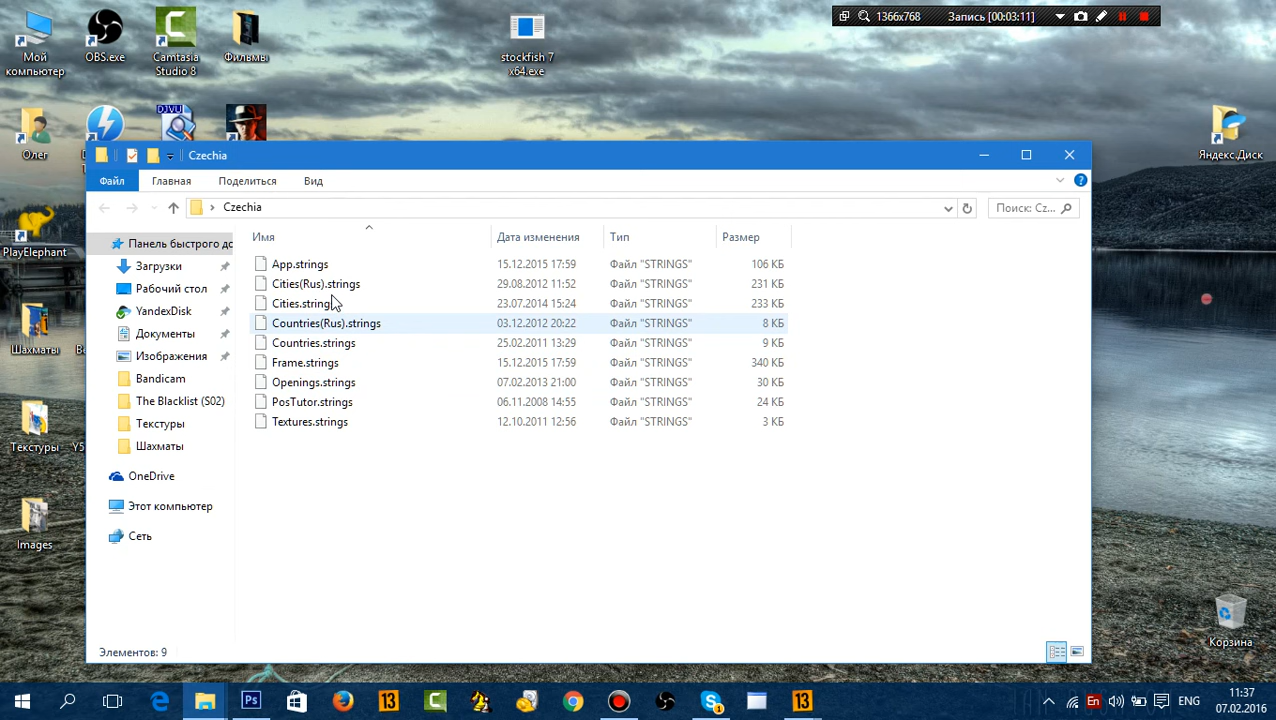 1366x768 Запись [00:03:11]
Мой компьютер
OBS.exe
Camtasia Studio 8
Фильмы
stockfish 7 x64.exe
DJVU
Олег
Яндекс.Диск
PlayElephant
Шахматы
Текстуры
Images
Корзина
Czechia
Файл Главная Поделиться Вид
Czechia
Поиск: Cz...
Имя Дата изменения Тип Размер
App.strings 15.12.2015 17:59 Файл "STRINGS" 106 КБ
Cities(Rus).strings 29.08.2012 11:52 Файл "STRINGS" 231 КБ
Cities.strings 23.07.2014 15:24 Файл "STRINGS" 233 КБ
Countries(Rus).strings 03.12.2012 20:22 Файл "STRINGS" 8 КБ
Countries.strings 25.02.2011 13:29 Файл "STRINGS" 9 КБ
Frame.strings 15.12.2015 17:59 Файл "STRINGS" 340 КБ
Openings.strings 07.02.2013 21:00 Файл "STRINGS" 30 КБ
PosTutor.strings 06.11.2008 14:55 Файл "STRINGS" 24 КБ
Textures.strings 12.10.2011 12:56 Файл "STRINGS" 3 КБ
Панель быстрого до
Загрузки
Рабочий стол
YandexDisk
Документы
Изображения
Bandicam
The Blacklist (S02)
Текстуры
Шахматы
OneDrive
Этот компьютер
Сеть
Элементов: 9
Ps 13 13 En ENG
11:37
07.02.2016